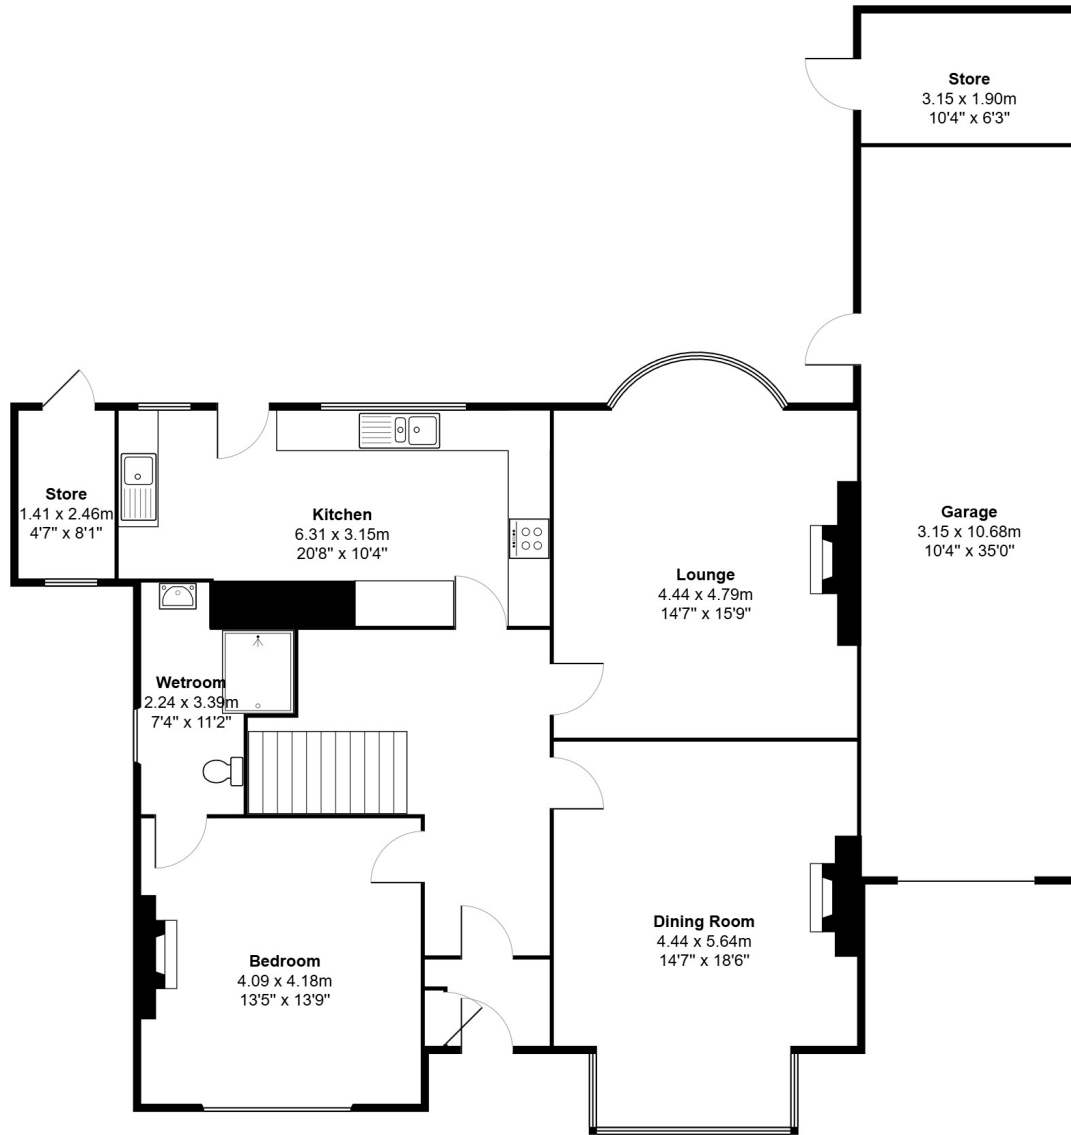 Store
3.15 x 1.90m
10'4" x 6'3"
Store
1.41 x 2.46m
4'7" x 8'1"
Kitchen
6.31 x 3.15m
20'8" x 10'4"
Garage
3.15 x 10.68m
10'4" x 35'0"
Lounge
4.44 x 4.79m
14'7" x 15'9"
Wetroom
2.24 x 3.39m
7'4" x 11'2"
Dining Room
4.44 x 5.64m
14'7" x 18'6"
Bedroom
4.09 x 4.18m
13'5" x 13'9"